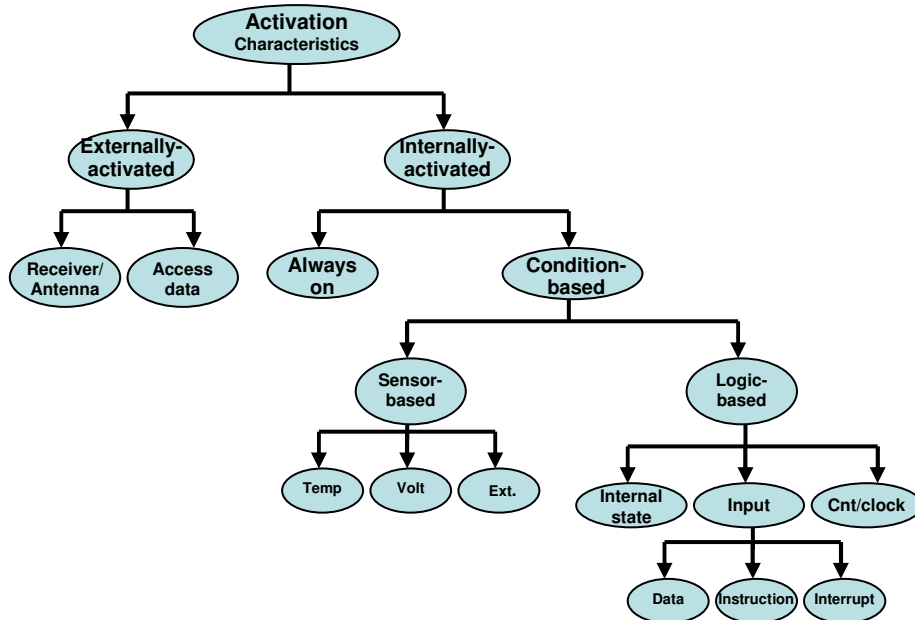 Activation
Characteristics
Externally-
activated
Internally-
activated
Receiver/
Antenna
Access
data
Always
on
Condition-
based
Sensor-
based
Logic-
based
Temp
Volt
Ext.
Internal
state
Input
Cnt/clock
Data
Instruction
Interrupt